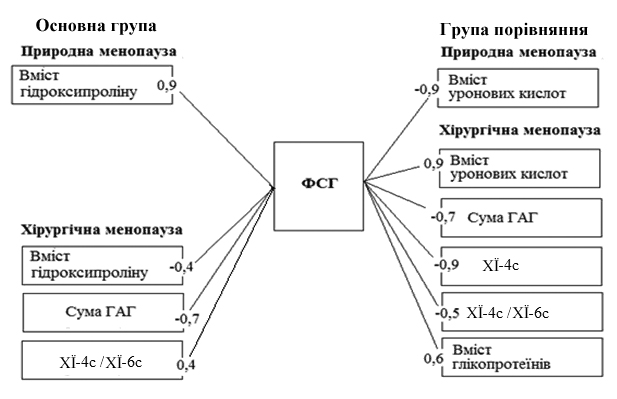 Основна група
Природна менопауза
Вміст
гідроксипроліну
0,9
Хірургічна менопауза
Вміст
гідроксипроліну
-0,4
Сума ГАГ
-0,7
ХЇ-4с /ХЇ-6с
0,4
ФСГ
Група порівняння
Природна менопауза
-0,9
Вміст
уронових кислот
Хірургічна менопауза
0,9
Вміст
уронових кислот
-0,7
Сума ГАГ
-0,9
ХЇ-4с
-0,5
ХЇ-4с /ХЇ-6с
0,6
Вміст
глікопротеїнів